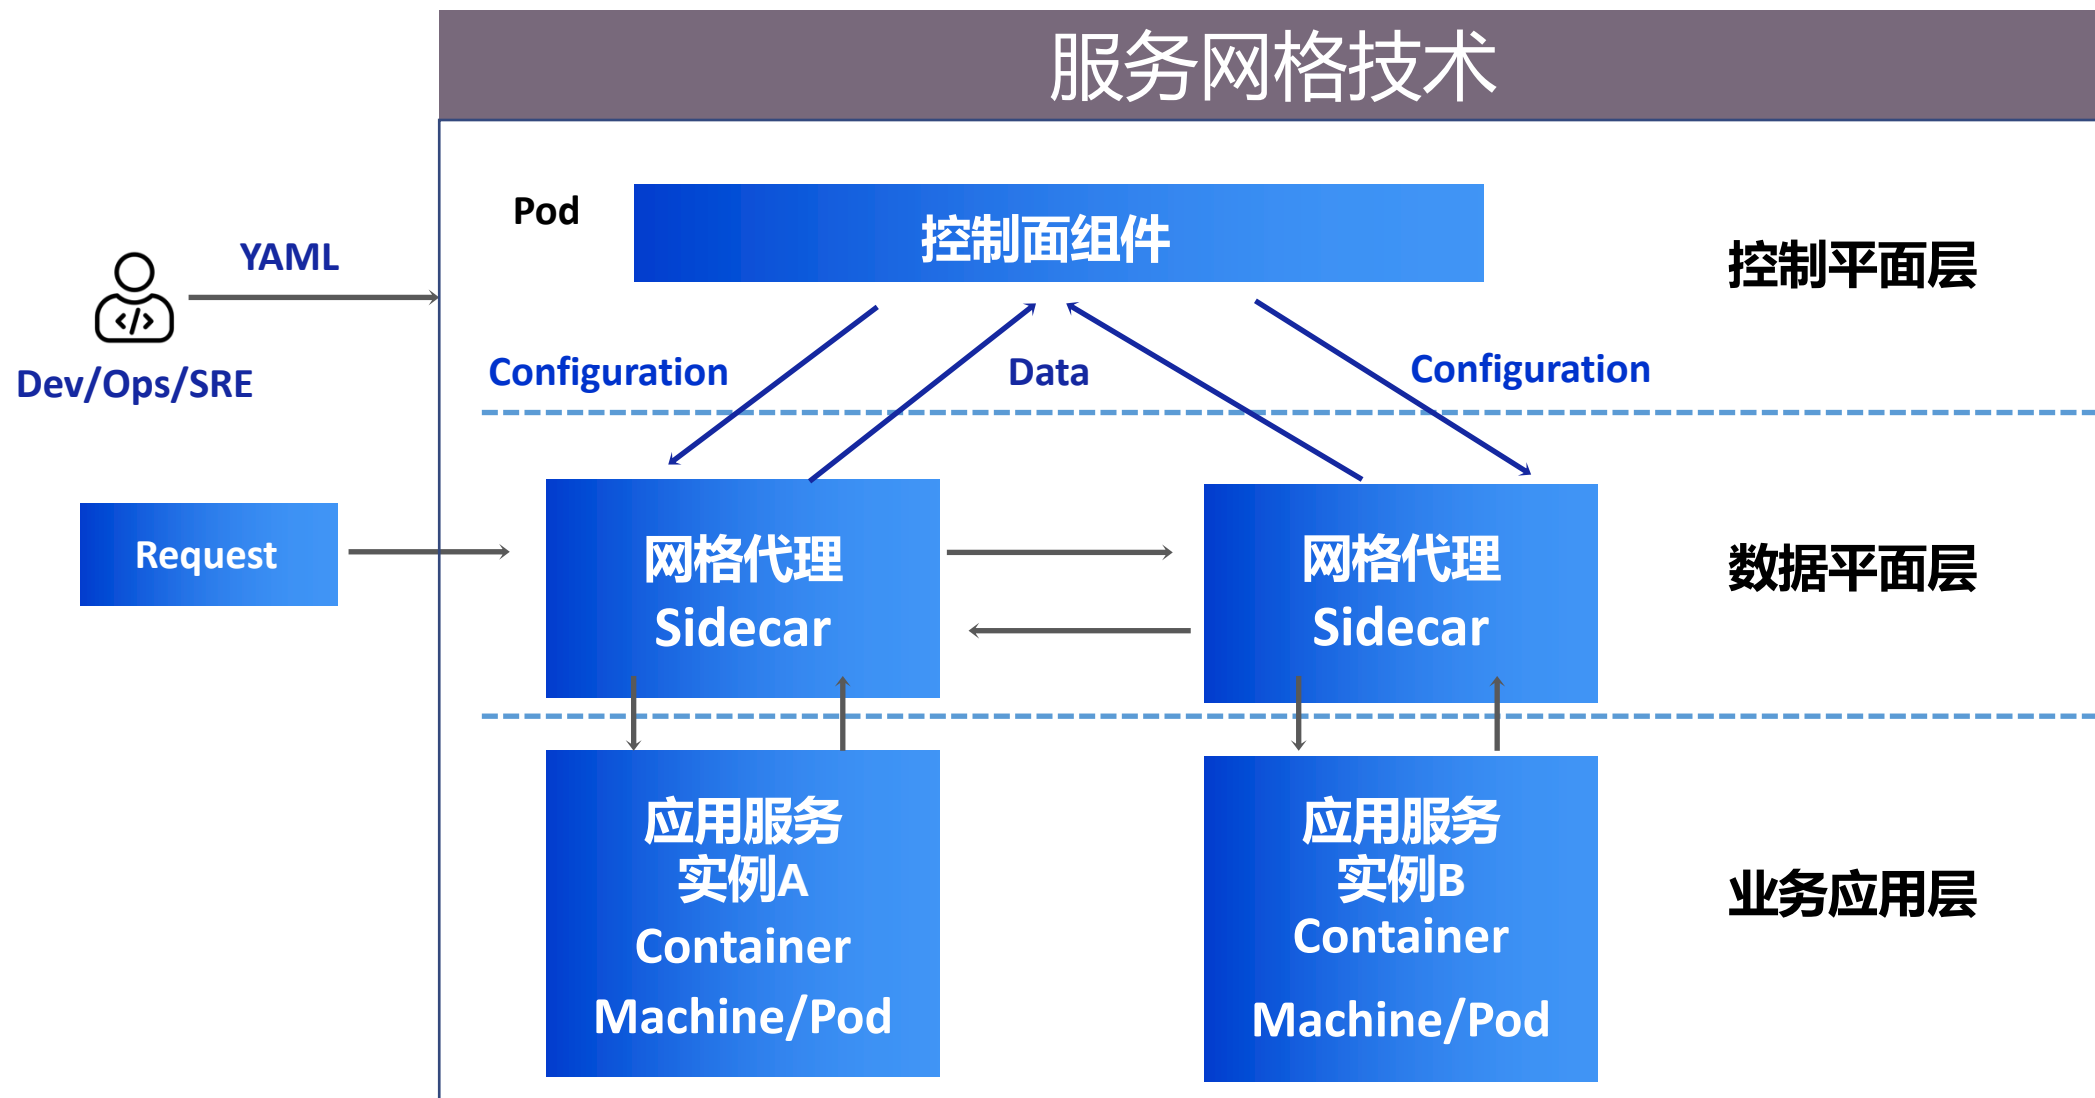 服务网格技术
Pod
控制面组件
控制平面层
YAML
</>
Dev/Ops/SRE
Configuration
Data
Configuration
Request
网格代理
Sidecar
网格代理
Sidecar
数据平面层
应用服务
实例A
Container
Machine/Pod
应用服务
实例B
Container
Machine/Pod
业务应用层